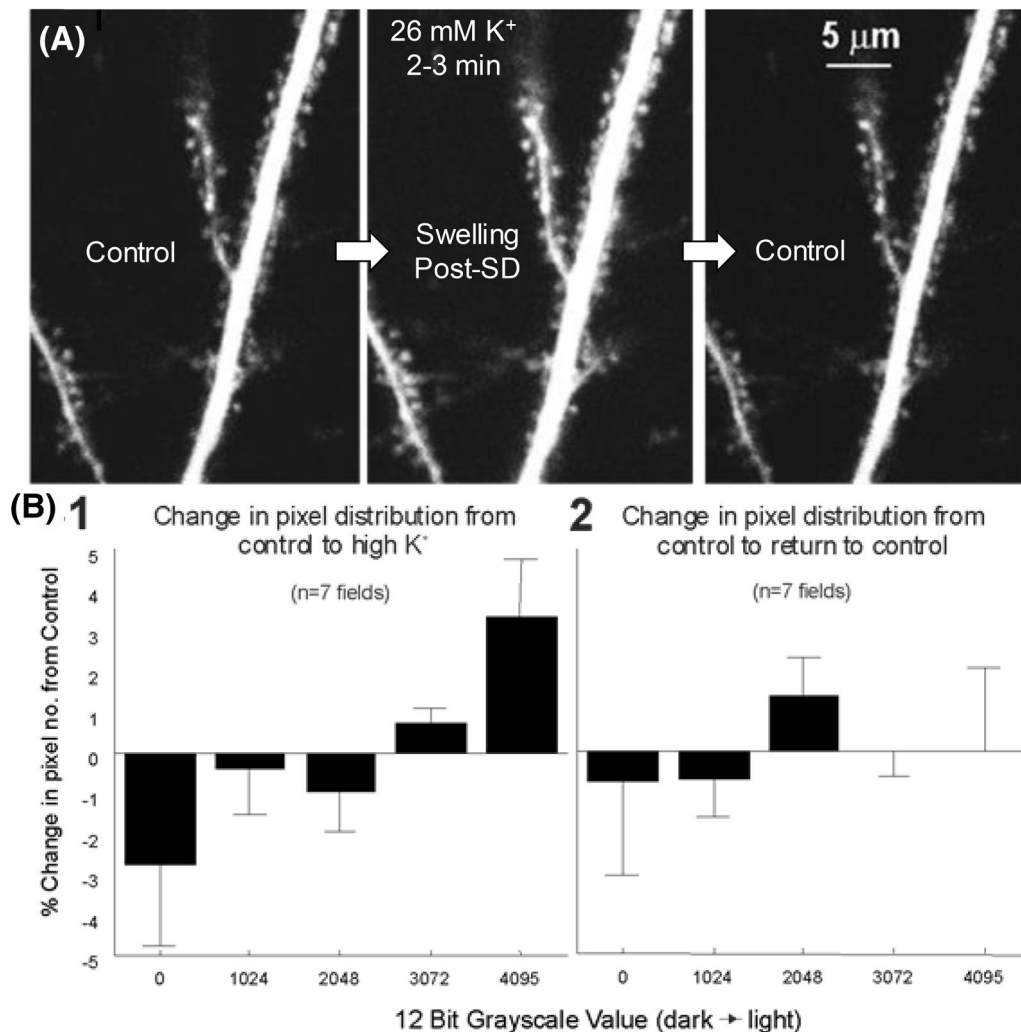 (A)
26 mM K⁺
2-3 min
5 µm
Control
Swelling
Post-SD
Control
(B)
1
Change in pixel distribution from
control to high K⁺
(n=7 fields)
2
Change in pixel distribution from
control to return to control
(n=7 fields)
% Change in pixel no. from Control
5
4
3
2
1
0
-1
-2
-3
-4
-5
0 1024 2048 3072 4095
0 1024 2048 3072 4095
12 Bit Grayscale Value (dark → light)